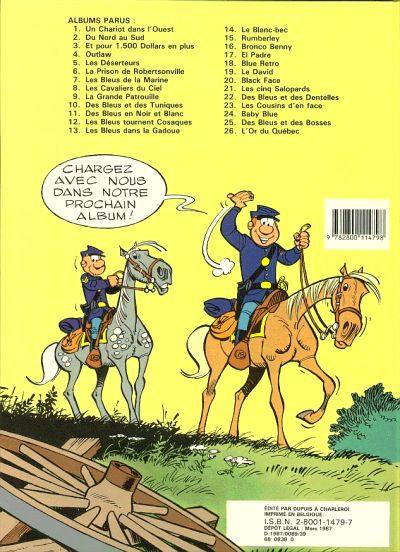 ALBUMS PARUS :
1. Un Chariot dans l'Ouest
2. Du Nord au Sud
3. Et pour 1.500 Dollars en plus
4. Outlaw
5. Les Déserteurs
6. La Prison de Robertsonville
7. Les Bleus de la Marine
8. Les Cavaliers du Ciel
9. La Grande Patrouille
10. Des Bleus et des Tuniques
11. Des Bleus en Noir et Blanc
12. Les Bleus tournent Cosaques
13. Les Bleus dans la Gadoue
14. Le Blanc-bec
15. Rumberley
16. Bronco Benny
17. El Padre
18. Blue Retro
19. Le David
20. Black Face
21. Les cinq Salopards
22. Des Bleus et des Dentelles
23. Les Cousins d'en face
24. Baby Blue
25. Des Bleus et des Bosses
26. L'Or du Québec
CHARGEZ
AVEC NOUS
DANS NOTRE
PROCHAIN
ALBUM!
9 782800 114798
ÉDITÉ PAR DUPUIS À CHARLEROI.
IMPRIMÉ EN BELGIQUE.
I.S.B.N. 2-8001-1479-7
DÉPÔT LÉGAL : Mars 1987
D.1987/0089/39
68 0838 0